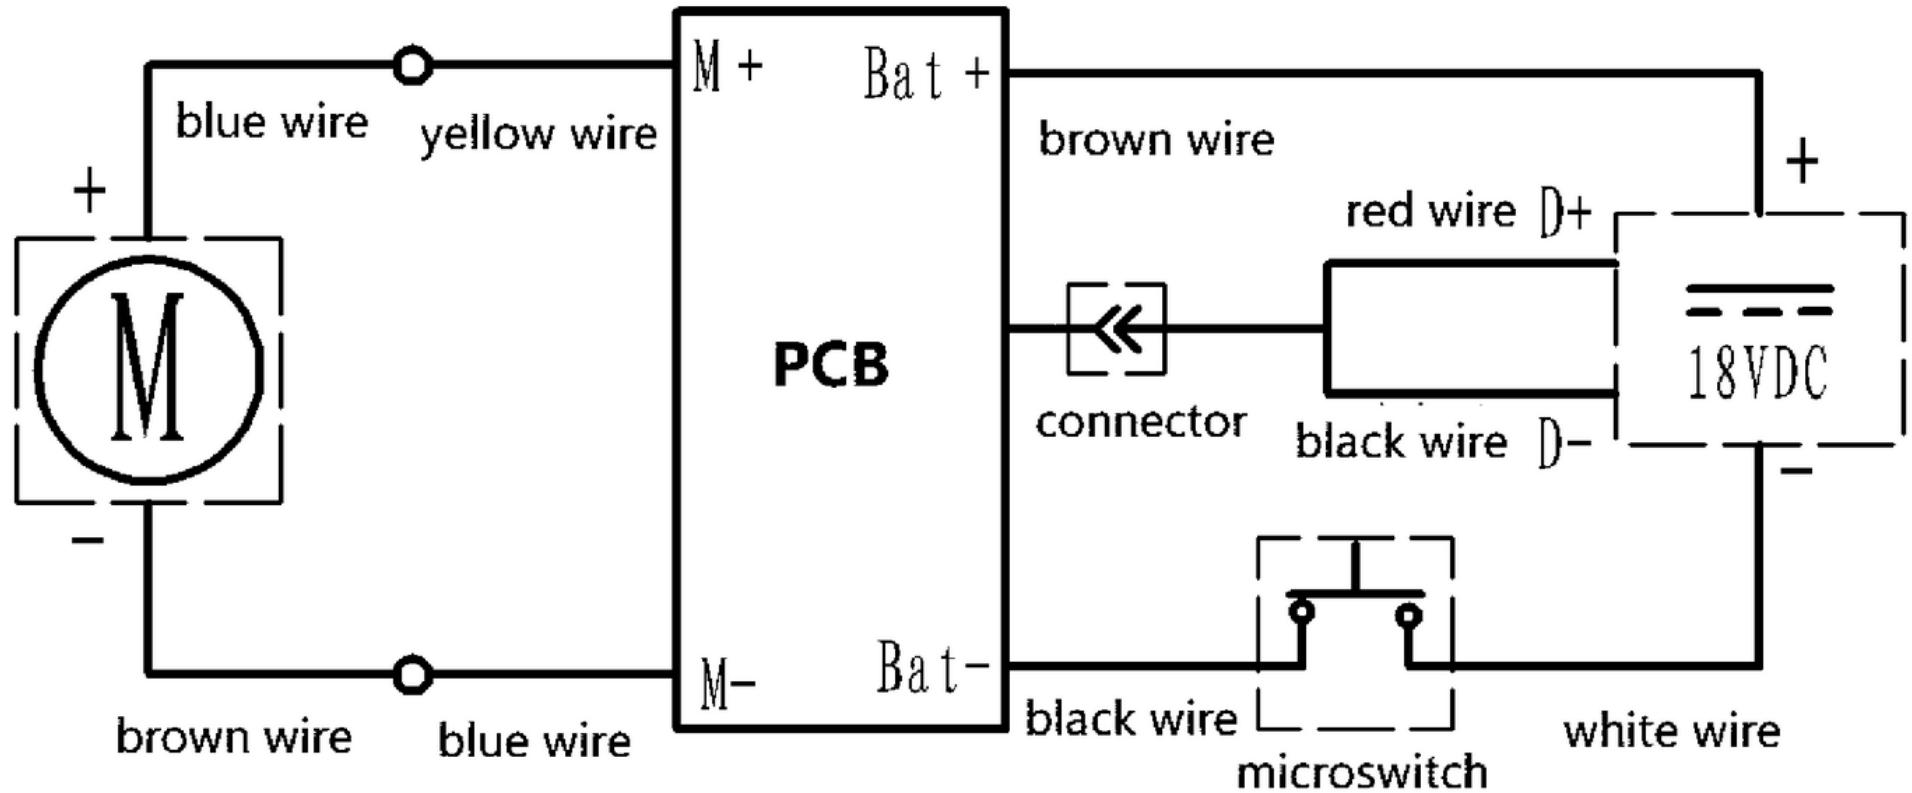 M +
Bat +
blue wire
yellow wire
brown wire
+
+
red wire D+
M
PCB
18VDC
connector
black wire D-
-
-
M-
Bat-
brown wire
blue wire
black wire
white wire
microswitch